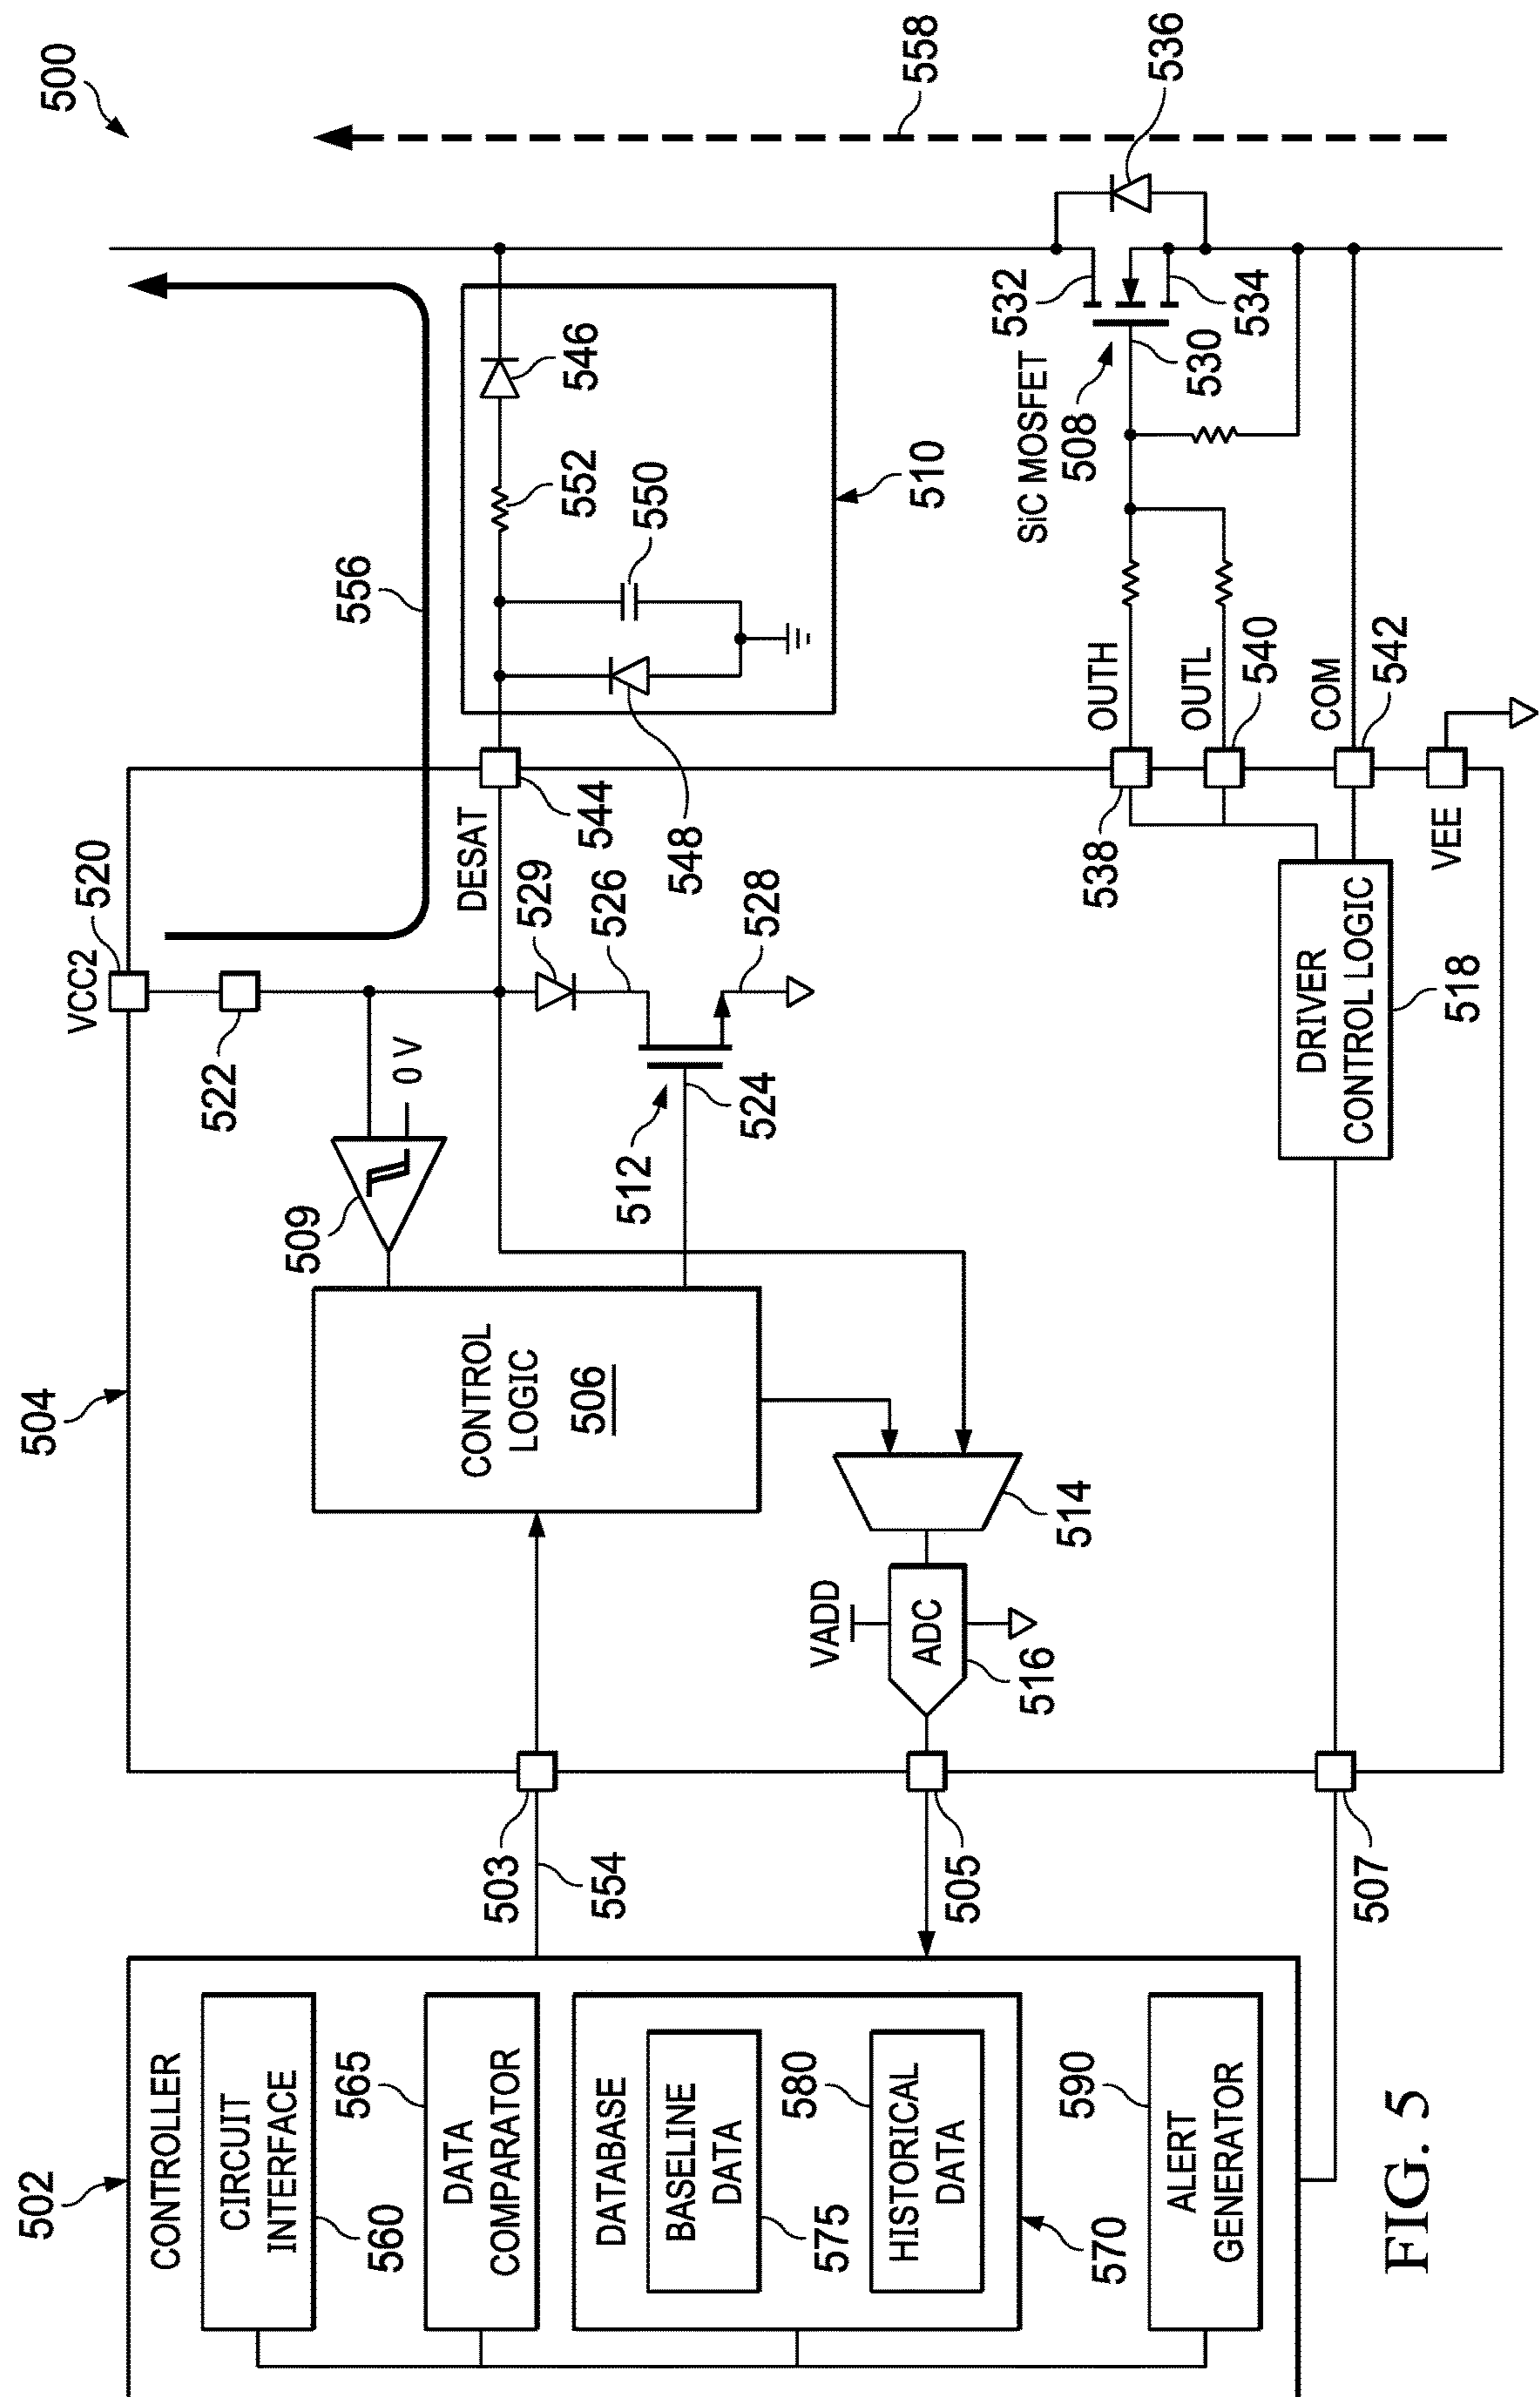 500
502
CONTROLLER
CIRCUIT
INTERFACE
560
565
DATA
COMPARATOR
DATABASE
BASELINE
DATA
575
580
HISTORICAL
DATA
570
590
ALERT
GENERATOR
503
554
505
507
504
VCC2
520
522
0 V
509
CONTROL
LOGIC
506
512
524
526
528
529
DESAT
544
548
VADD
ADC
516
514
DRIVER
CONTROL LOGIC
518
538
OUTH
OUTL
540
COM
542
VEE
556
546
552
550
510
SiC MOSFET
508
530
532
534
536
558
FIG. 5